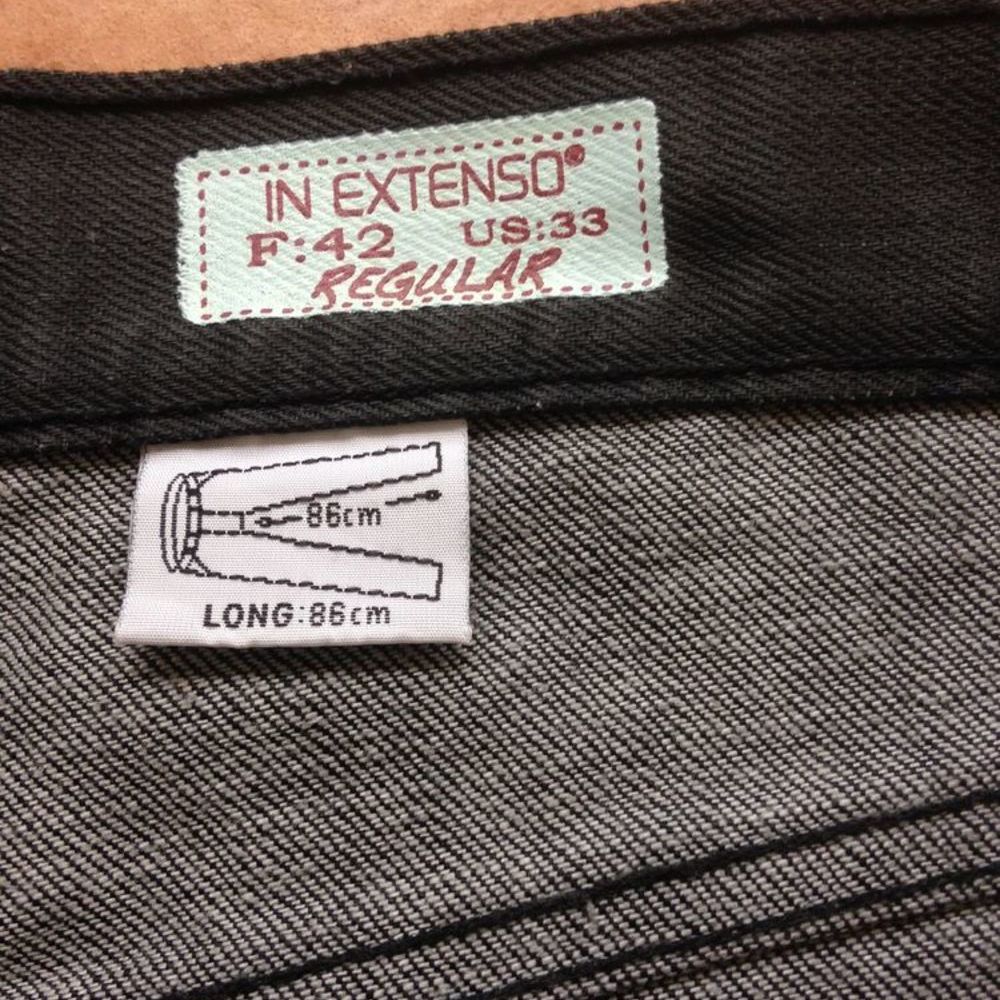 IN EXTENSO®
F:42 US:33
REGULAR
86cm
LONG:86cm